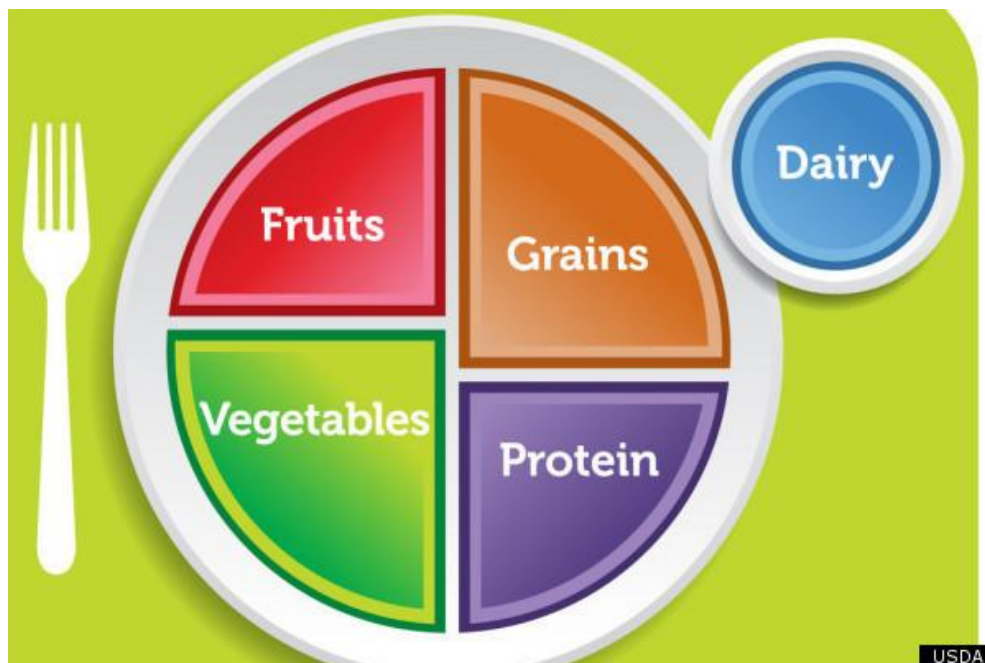 Fruits
Grains
Dairy
Vegetables
Protein
USDA